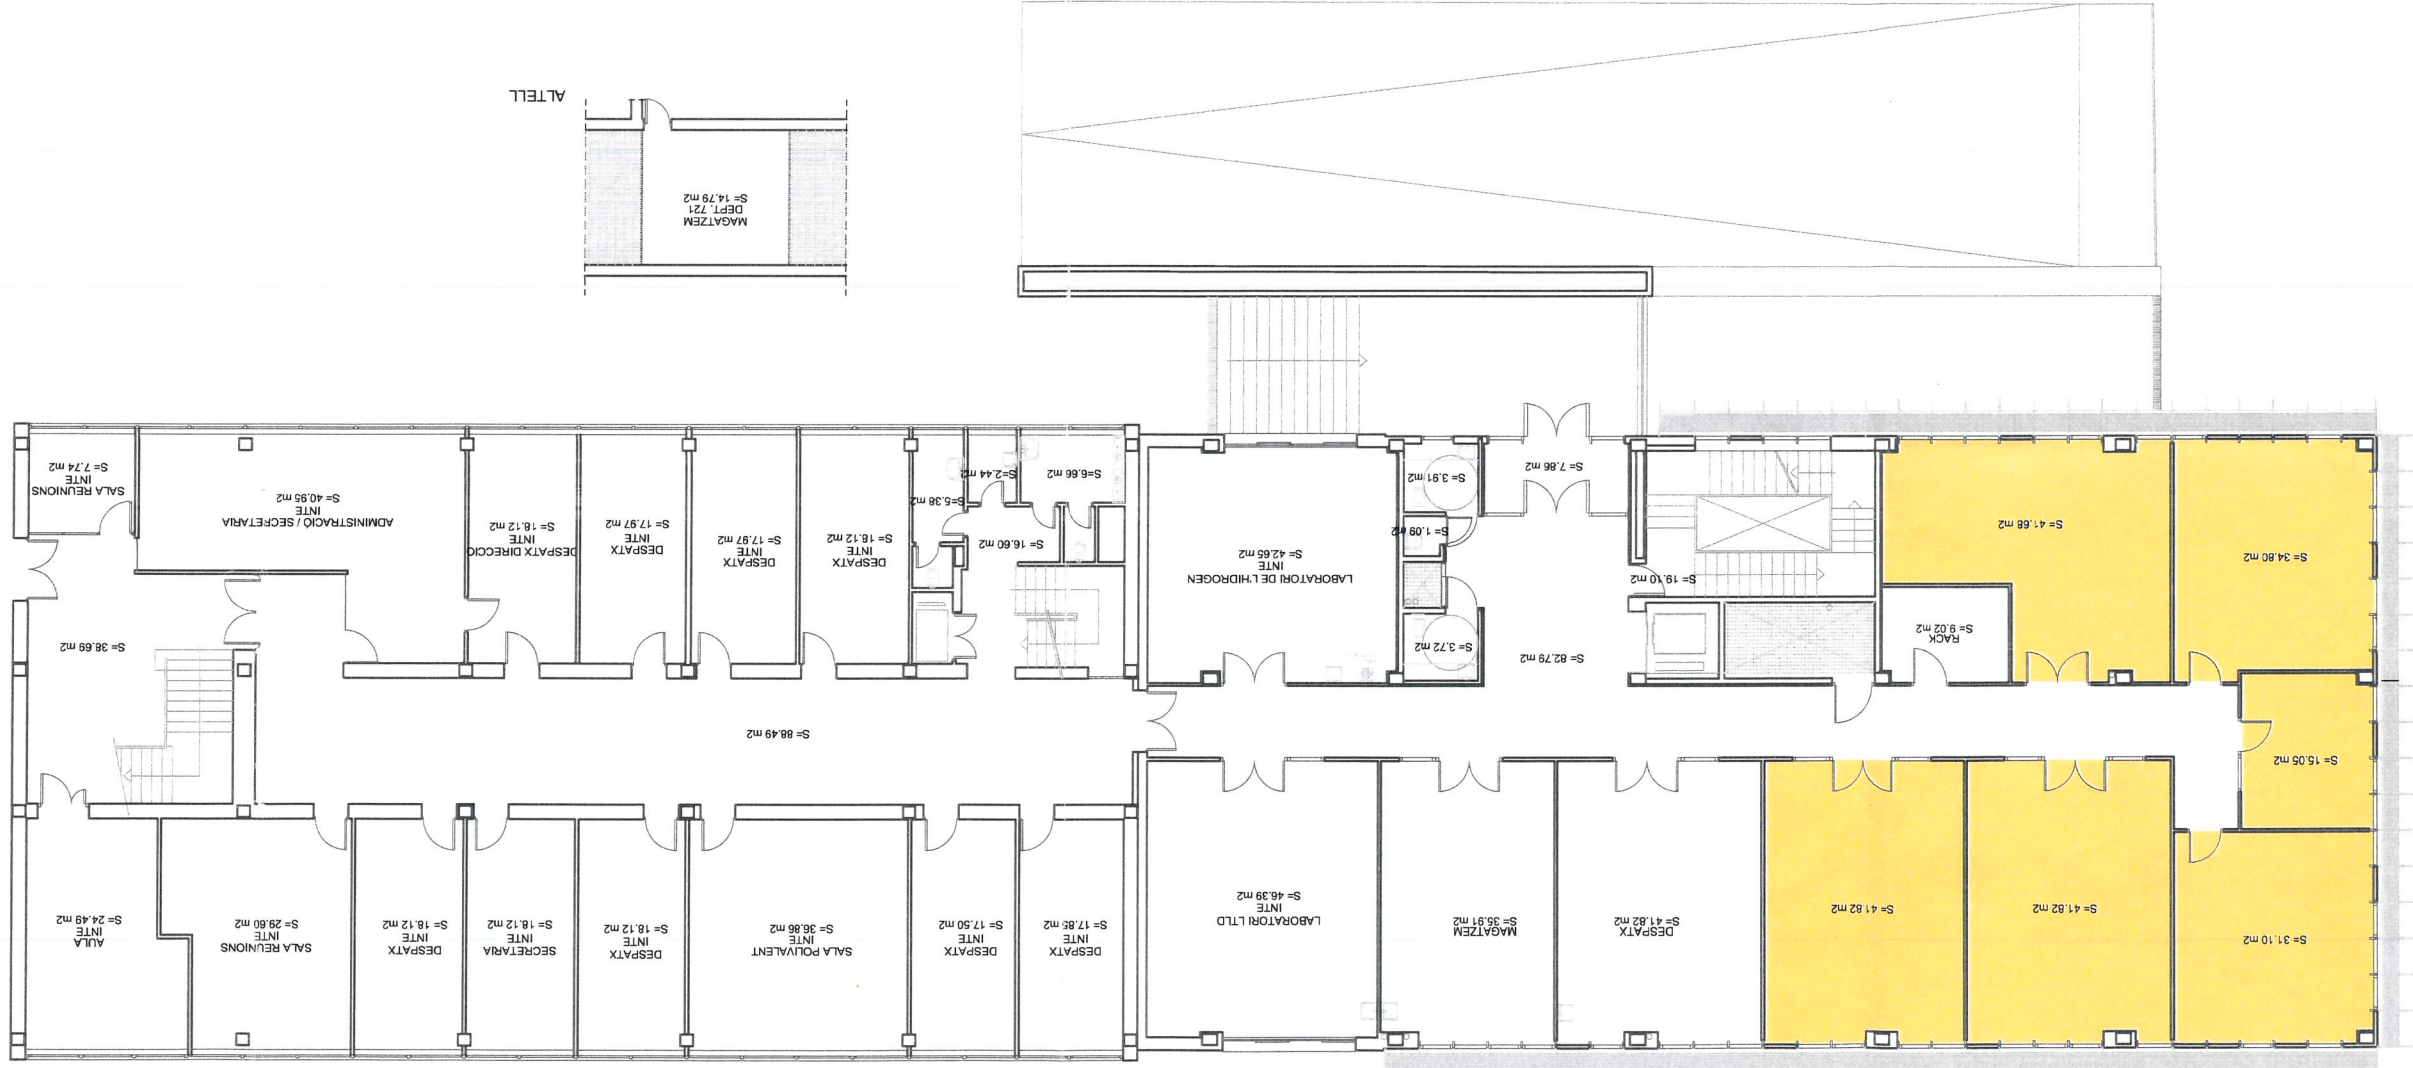 S= 31.10 m2
S= 41.82 m2
S= 41.82 m2
DESPATX
S= 41.82 m2
MAGATZEM
S= 35.91 m2
LABORATORI LTLD
INTE
S= 46.39 m2
DESPATX
INTE
S= 17.85 m2
DESPATX
INTE
S= 17.50 m2
SALA POLIVALENT
INTE
S= 36.86 m2
DESPATX
INTE
S= 18.12 m2
SECRETARIA
INTE
S= 18.12 m2
DESPATX
INTE
S= 18.12 m2
SALA REUNIONS
INTE
S= 29.60 m2
AULA
INTE
S= 24.49 m2
S= 15.05 m2
S= 88.49 m2
S= 82.79 m2
S= 3.72 m2
S= 38.69 m2
RACK
S= 9.02 m2
S= 19.10 m2
S= 34.80 m2
S= 41.68 m2
S= 1.09 m2
LABORATORI DE L'HIDROGEN
INTE
S= 42.65 m2
S= 16.60 m2
DESPATX
INTE
S= 18.12 m2
DESPATX
INTE
S= 17.97 m2
DESPATX
INTE
S= 17.97 m2
DESPATX DIRECCIO
INTE
S= 18.12 m2
ADMINISTRACIÓ / SECRETARIA
INTE
S= 40.95 m2
SALA REUNIONS
INTE
S= 7.74 m2
S= 7.86 m2
S= 3.91 m2
S=6.66 m2
S=2.44 m2
S=5.38 m2
MAGATZEM
DEPT. 721
S= 14.79 m2
ALTELL